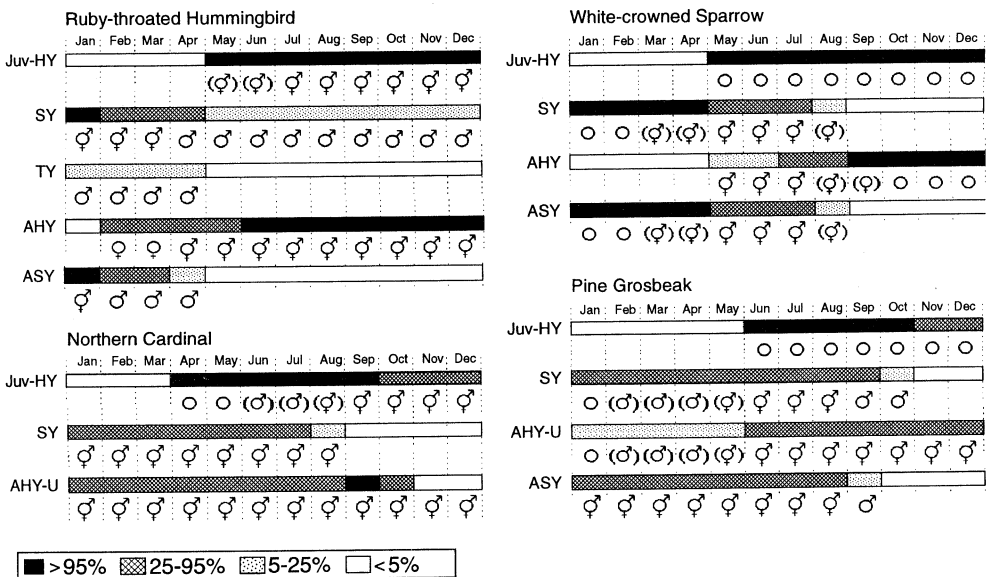 Ruby-throated Hummingbird
Jan Feb Mar Apr May Jun Jul Aug Sep Oct Nov Dec
Juv-HY
(⚥) (⚥) ⚥ ⚥ ⚥ ⚥ ⚥ ⚥
SY
⚥ ⚥ ⚥ ♂ ♂ ♂ ♂ ♂ ♂ ♂ ♂ ♂
TY
♂ ♂ ♂ ♂
AHY
♀ ♀ ⚥ ⚥ ⚥ ⚥ ⚥ ⚥ ⚥ ⚥ ⚥
ASY
⚥ ♂ ♂ ♂
Northern Cardinal
Jan Feb Mar Apr May Jun Jul Aug Sep Oct Nov Dec
Juv-HY
○ ○ (♂) (♂) (⚥) ⚥ ⚥ ⚥ ⚥
SY
⚥ ⚥ ⚥ ⚥ ⚥ ⚥ ⚥ ⚥
AHY-U
⚥ ⚥ ⚥ ⚥ ⚥ ⚥ ⚥ ⚥ ⚥ ⚥ ⚥ ⚥
White-crowned Sparrow
Jan Feb Mar Apr May Jun Jul Aug Sep Oct Nov Dec
Juv-HY
○ ○ ○ ○ ○ ○ ○ ○
SY
○ ○ (⚥) (⚥) ⚥ ⚥ ⚥ (⚥)
AHY
⚥ ⚥ ⚥ (⚥) (♀) ○ ○ ○
ASY
○ ○ (⚥) (⚥) ⚥ ⚥ ⚥ (⚥)
Pine Grosbeak
Jan Feb Mar Apr May Jun Jul Aug Sep Oct Nov Dec
Juv-HY
○ ○ ○ ○ ○ ○ ○
SY
○ (♂) (♂) (♂) (⚥) ⚥ ⚥ ⚥ ♂ ♂
AHY-U
○ (♂) (♂) (♂) (⚥) ⚥ ⚥ ⚥ ⚥ ⚥ ⚥ ⚥
ASY
⚥ ⚥ ⚥ ⚥ ⚥ ⚥ ⚥ ⚥ ♂
>95% 25-95% 5-25% <5%